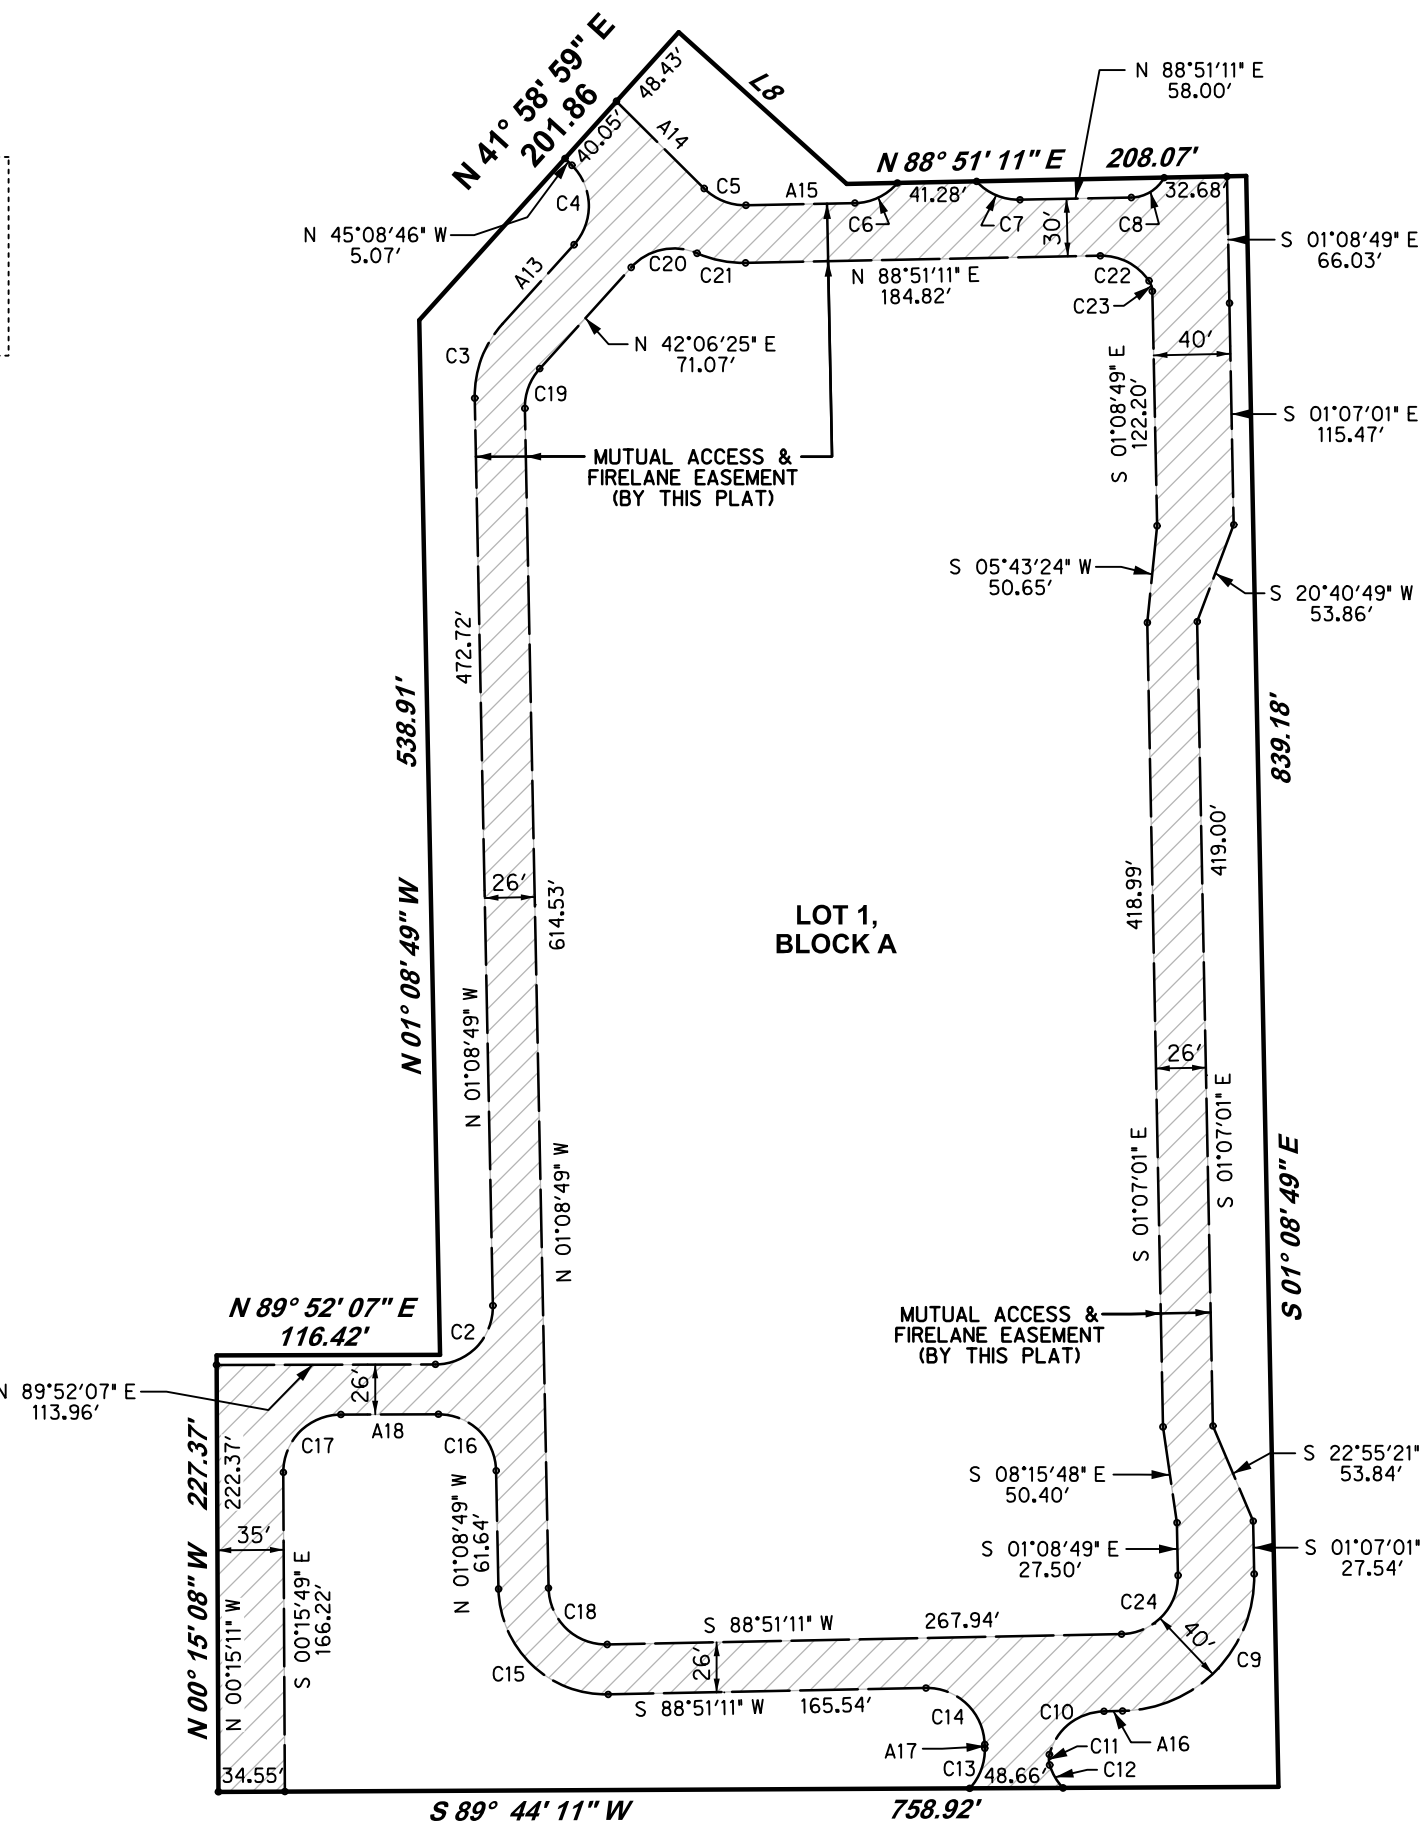 N 41° 58' 59" E
201.86
48.43'
40.05'
L8
A14
N 88°51'11" E
58.00'
N 88° 51' 11" E 208.07'
C4
C5
A15
C6
41.28'
C7
C8
32.68'
30'
N 45°08'46" W
5.07'
A13
C20
C21
N 88°51'11" E
184.82'
C22
C23
S 01°08'49" E
66.03'
C3
C19
N 42°06'25" E
71.07'
40'
S 01°08'49" E
122.20'
S 01°07'01" E
115.47'
MUTUAL ACCESS &
FIRELANE EASEMENT
(BY THIS PLAT)
S 05°43'24" W
50.65'
S 20°40'49" W
53.86'
472.72'
538.91'
839.18'
26'
614.53'
LOT 1,
BLOCK A
418.99'
419.00'
N 01° 08' 49" W
N 01°08'49" W
N 01°08'49" W
26'
S 01°07'01" E
S 01°07'01" E
S 01° 08' 49" E
N 89° 52' 07" E
116.42'
C2
MUTUAL ACCESS &
FIRELANE EASEMENT
(BY THIS PLAT)
N 89°52'07" E
113.96'
26'
A18
C17
C16
227.37'
222.37'
N 01°08'49" W
61.64'
S 08°15'48" E
50.40'
S 22°55'21"
53.84'
35'
S 01°08'49" E
27.50'
S 01°07'01"
27.54'
N 00° 15' 08" W
N 00°15'11" W
S 00°15'49" E
166.22'
C18
S 88°51'11" W 267.94'
C24
40'
C9
C15
26'
S 88°51'11" W 165.54'
C14
C10
A16
A17
C11
C13
C12
34.55'
48.66'
S 89° 44' 11" W 758.92'